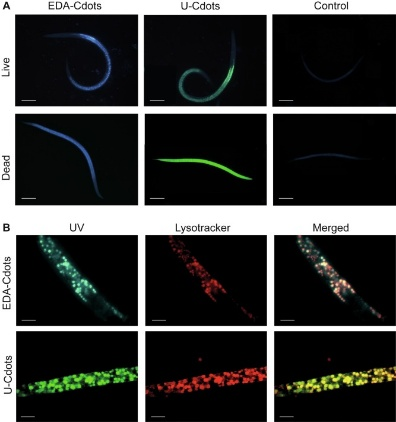 A
EDA-Cdots U-Cdots Control
Live
Dead
B
UV Lysotracker Merged
EDA-Cdots
U-Cdots